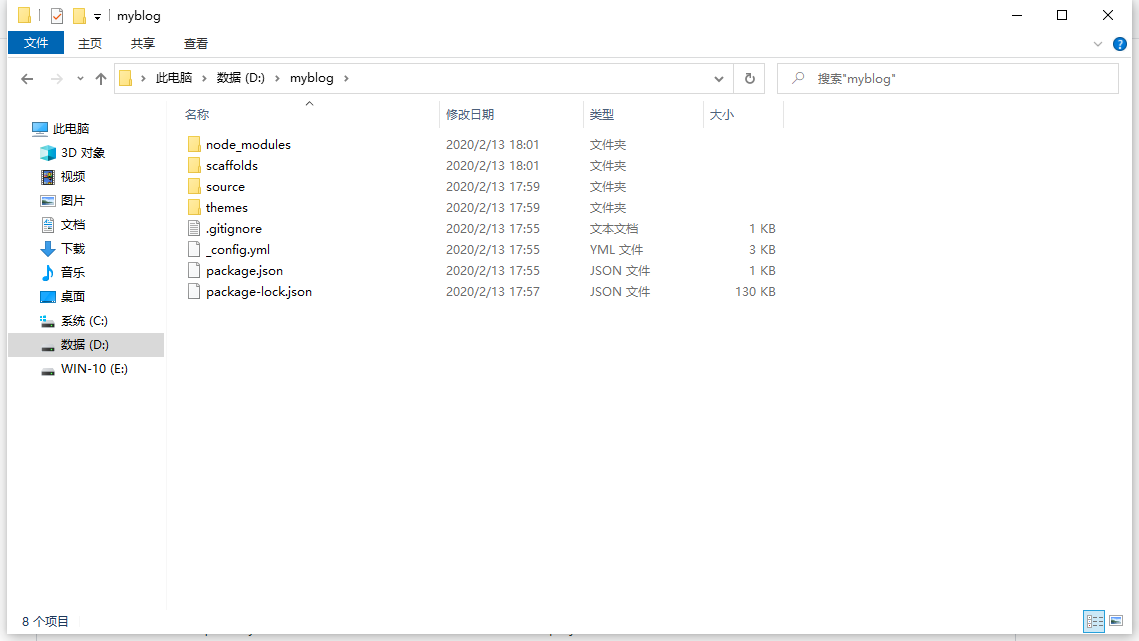 myblog
文件 主页 共享 查看
此电脑 数据 (D:) myblog 搜索"myblog"
名称 修改日期 类型 大小
此电脑
3D 对象
视频
图片
文档
下载
音乐
桌面
系统 (C:)
数据 (D:)
WIN-10 (E:)
node_modules 2020/2/13 18:01 文件夹
scaffolds 2020/2/13 18:01 文件夹
source 2020/2/13 17:59 文件夹
themes 2020/2/13 17:59 文件夹
.gitignore 2020/2/13 17:55 文本文档 1 KB
_config.yml 2020/2/13 17:55 YML 文件 3 KB
package.json 2020/2/13 17:55 JSON 文件 1 KB
package-lock.json 2020/2/13 17:57 JSON 文件 130 KB
8 个项目